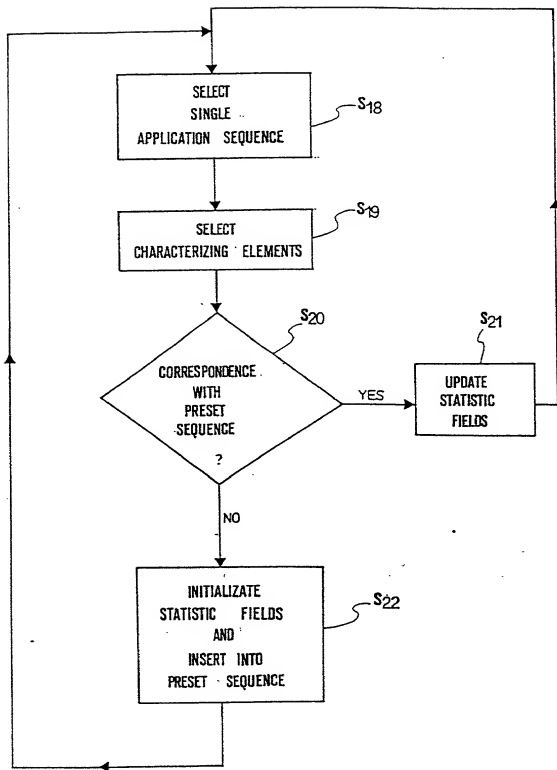 SELECT
SINGLE
APPLICATION SEQUENCE
S18
SELECT
CHARACTERIZING ELEMENTS
S19
CORRESPONDENCE
WITH
PRESET
SEQUENCE
?
S20
YES
UPDATE
STATISTIC
FIELDS
S21
NO
INITIALIZATE
STATISTIC FIELDS
AND
INSERT INTO
PRESET SEQUENCE
S22